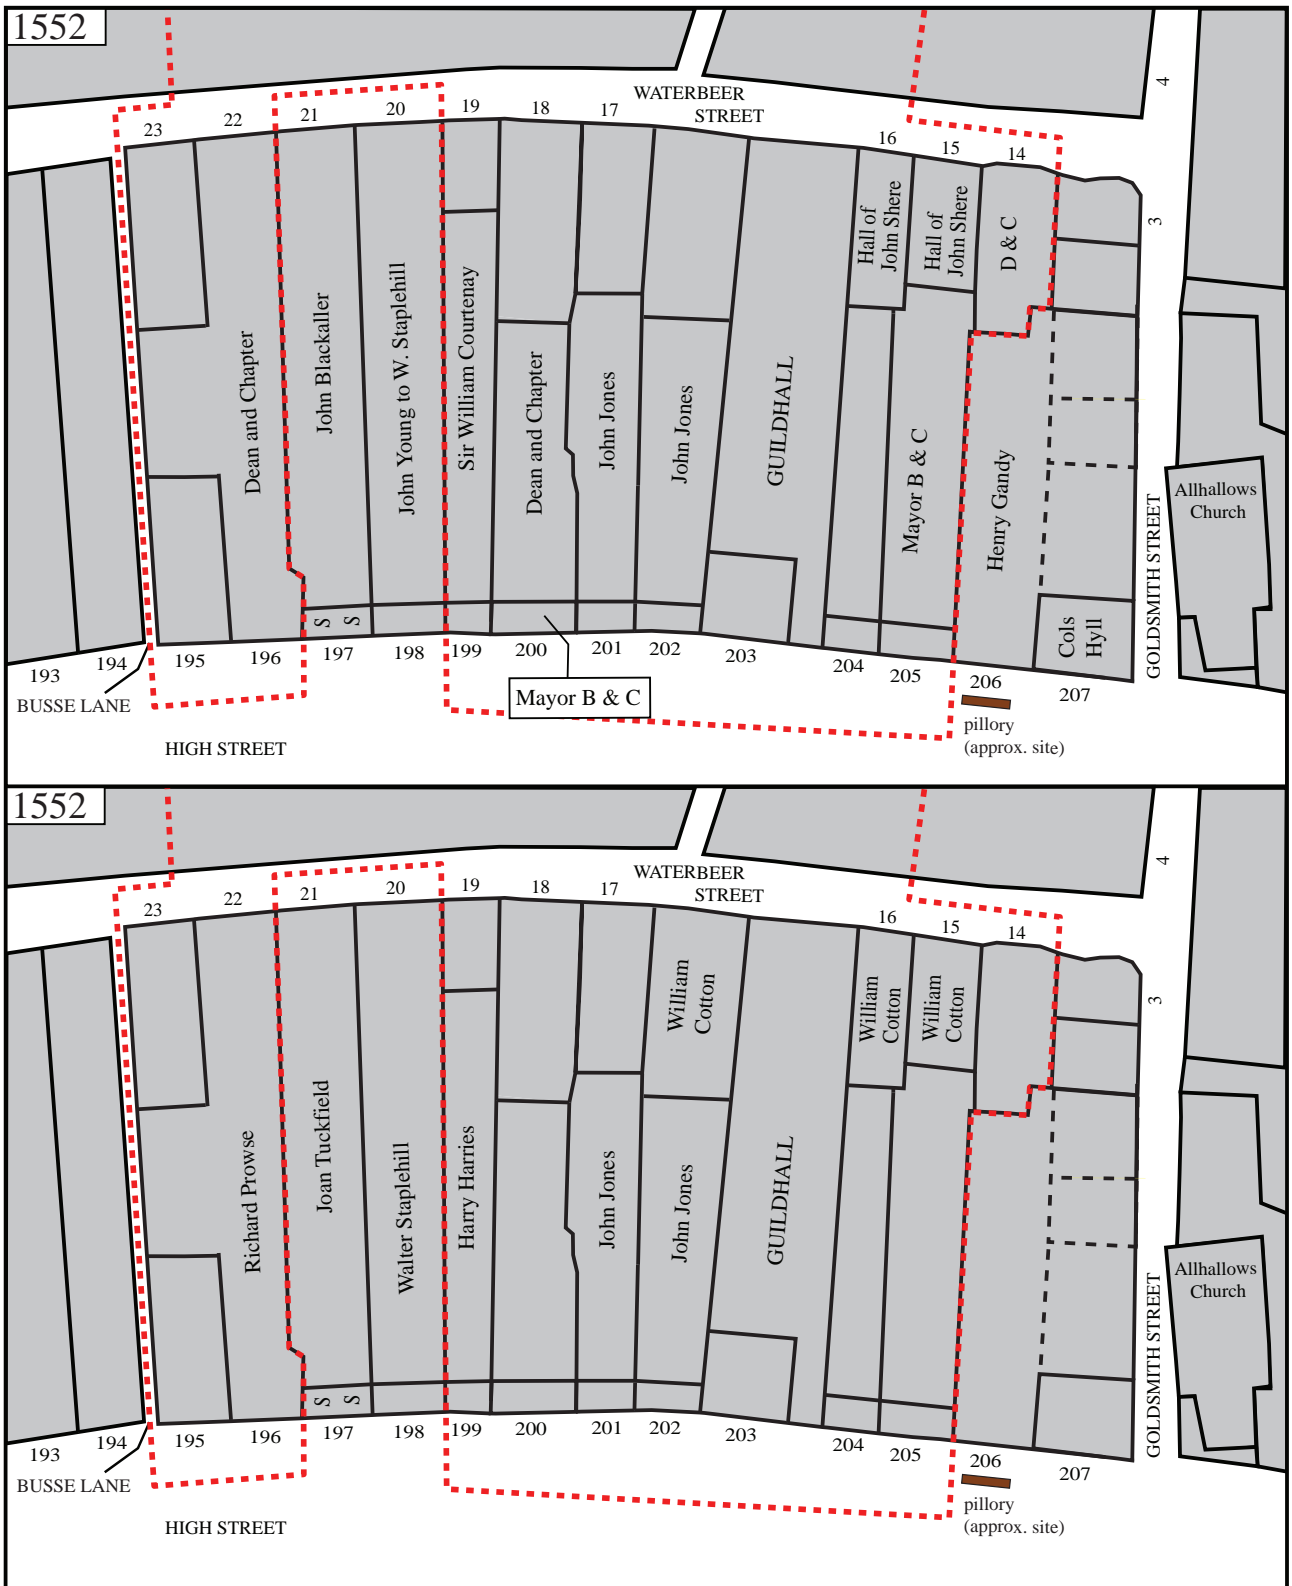 1552
WATERBEER
STREET
23
22
21
20
19
18
17
16
15
14
4
3
Dean and Chapter
John Blackaller
John Young to W. Staplehill
Sir William Courtenay
Dean and Chapter
John Jones
John Jones
GUILDHALL
Hall of
John Shere
Hall of
John Shere
D & C
Mayor B & C
Henry Gandy
Cols
Hyll
Allhallows
Church
GOLDSMITH STREET
S
S
193
194
195
196
197
198
199
200
201
202
203
204
205
206
207
BUSSE LANE
Mayor B & C
pillory
(approx. site)
HIGH STREET
1552
WATERBEER
STREET
23
22
21
20
19
18
17
16
15
14
4
3
Richard Prowse
Joan Tuckfield
Walter Staplehill
Harry Harries
John Jones
William
Cotton
John Jones
GUILDHALL
William
Cotton
William
Cotton
Allhallows
Church
GOLDSMITH STREET
S
S
193
194
195
196
197
198
199
200
201
202
203
204
205
206
207
BUSSE LANE
pillory
(approx. site)
HIGH STREET